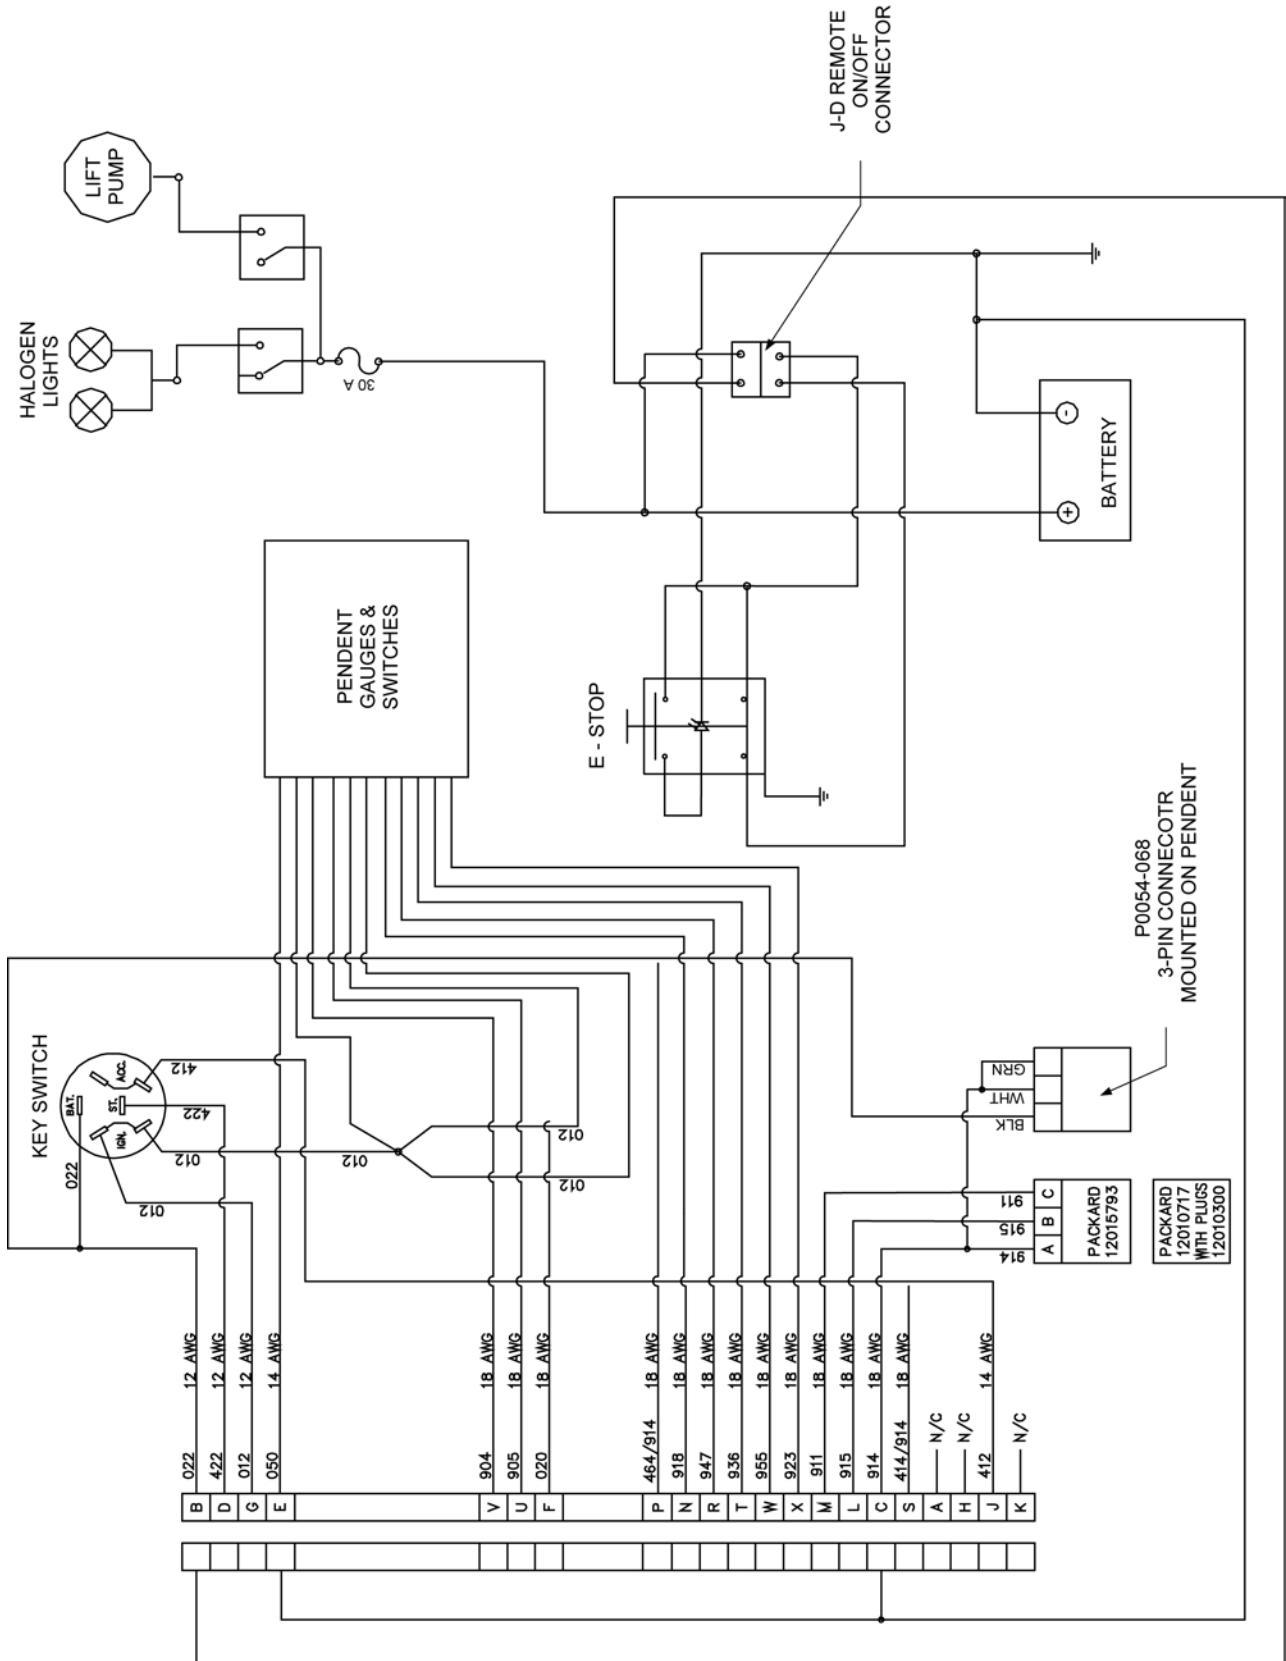 LIFT
PUMP
HALOGEN
LIGHTS
30 A
J-D REMOTE
ON/OFF
CONNECTOR
PENDENT
GAUGES &
SWITCHES
E - STOP
BATTERY
+
-
KEY SWITCH
BAT.
ACC.
ST.
IGN.
022
012
422
412
012
012
012
012
P0054-068
3-PIN CONNECOTR
MOUNTED ON PENDENT
GRN
WHT
BLK
911
915
914
C
B
A
PACKARD
12015793
PACKARD
12010717
WITH PLUGS
12010300
B 022 12 AWG
D 422 12 AWG
G 012 12 AWG
E 050 14 AWG
V 904 18 AWG
U 905 18 AWG
F 020 18 AWG
P 464/914 18 AWG
N 918 18 AWG
R 947 18 AWG
T 936 18 AWG
W 955 18 AWG
X 923 18 AWG
M 911 18 AWG
L 915 18 AWG
C 914 18 AWG
S 414/914 18 AWG
A N/C
H N/C
J 412 14 AWG
K N/C